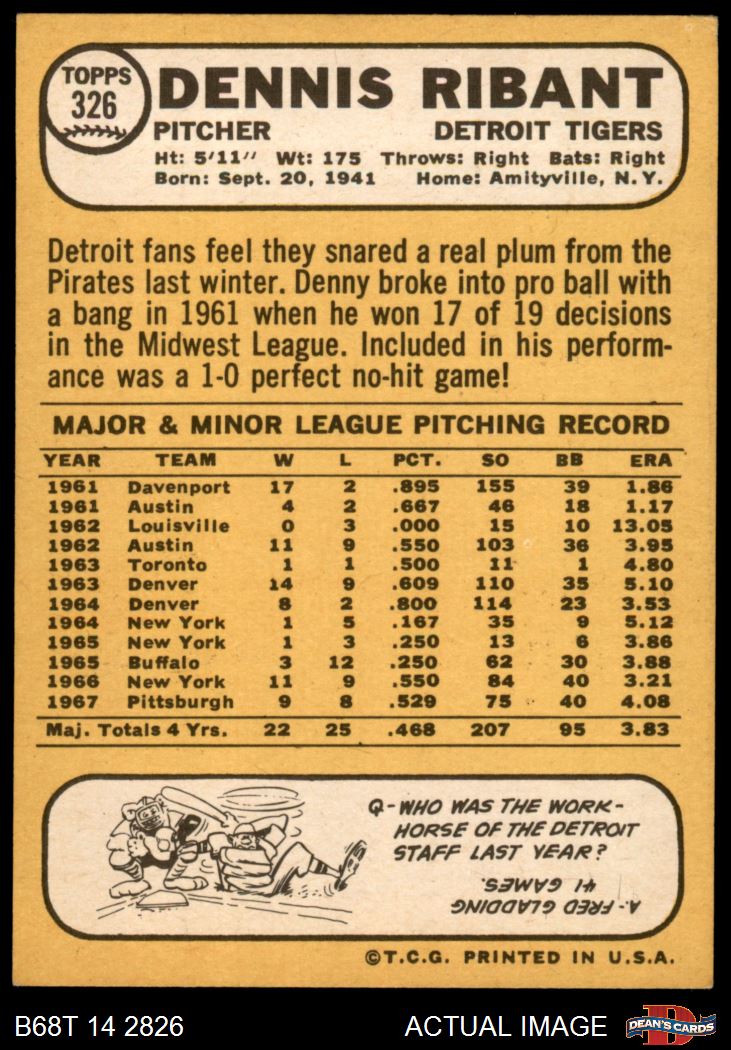 TOPPS
326
DENNIS RIBANT
PITCHER DETROIT TIGERS
Ht: 5'11" Wt: 175 Throws: Right Bats: Right
Born: Sept. 20, 1941 Home: Amityville, N. Y.
Detroit fans feel they snared a real plum from the
Pirates last winter. Denny broke into pro ball with
a bang in 1961 when he won 17 of 19 decisions
in the Midwest League. Included in his perform-
ance was a 1-0 perfect no-hit game!
MAJOR & MINOR LEAGUE PITCHING RECORD
YEAR TEAM W L PCT. SO BB ERA
1961 Davenport 17 2 .895 155 39 1.86
1961 Austin 4 2 .667 46 18 1.17
1962 Louisville 0 3 .000 15 10 13.05
1962 Austin 11 9 .550 103 36 3.95
1963 Toronto 1 1 .500 11 1 4.80
1963 Denver 14 9 .609 110 35 5.10
1964 Denver 8 2 .800 114 23 3.53
1964 New York 1 5 .167 35 9 5.12
1965 New York 1 3 .250 13 6 3.86
1965 Buffalo 3 12 .250 62 30 3.88
1966 New York 11 9 .550 84 40 3.21
1967 Pittsburgh 9 8 .529 75 40 4.08
Maj. Totals 4 Yrs. 22 25 .468 207 95 3.83
Q-WHO WAS THE WORK-
HORSE OF THE DETROIT
STAFF LAST YEAR?
A-FRED GLADDING
41 GAMES.
©T.C.G. PRINTED IN U.S.A.
B68T 14 2826 ACTUAL IMAGE
D
DEAN'S CARDS